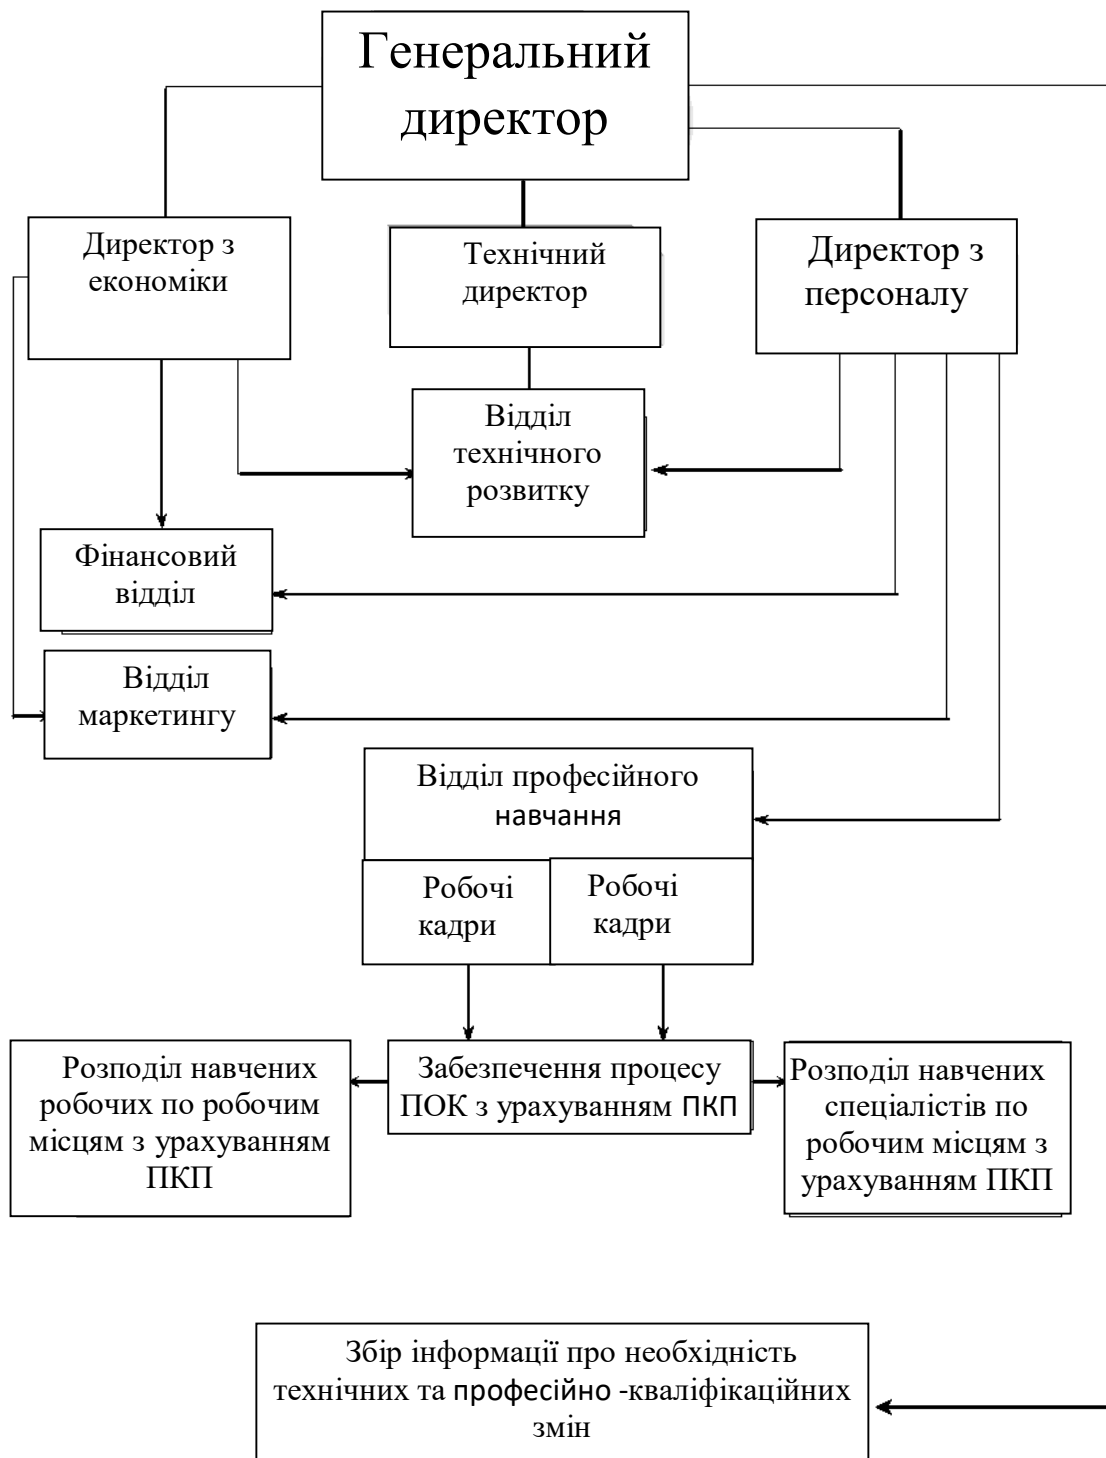 Генеральний
директор
Директор з
економіки
Технічний
директор
Директор з
персоналу
Відділ
технічного
розвитку
Фінансовий
відділ
Відділ
маркетингу
Відділ професійного
навчання
Робочі
кадри
Робочі
кадри
Розподіл навчених
робочих по робочим
місцям з урахуванням
ПКП
Забезпечення процесу
ПОК з урахуванням ПКП
Розподіл навчених
спеціалістів по
робочим місцям з
урахуванням ПКП
Збір інформації про необхідність
технічних та професійно -кваліфікаційних
змін